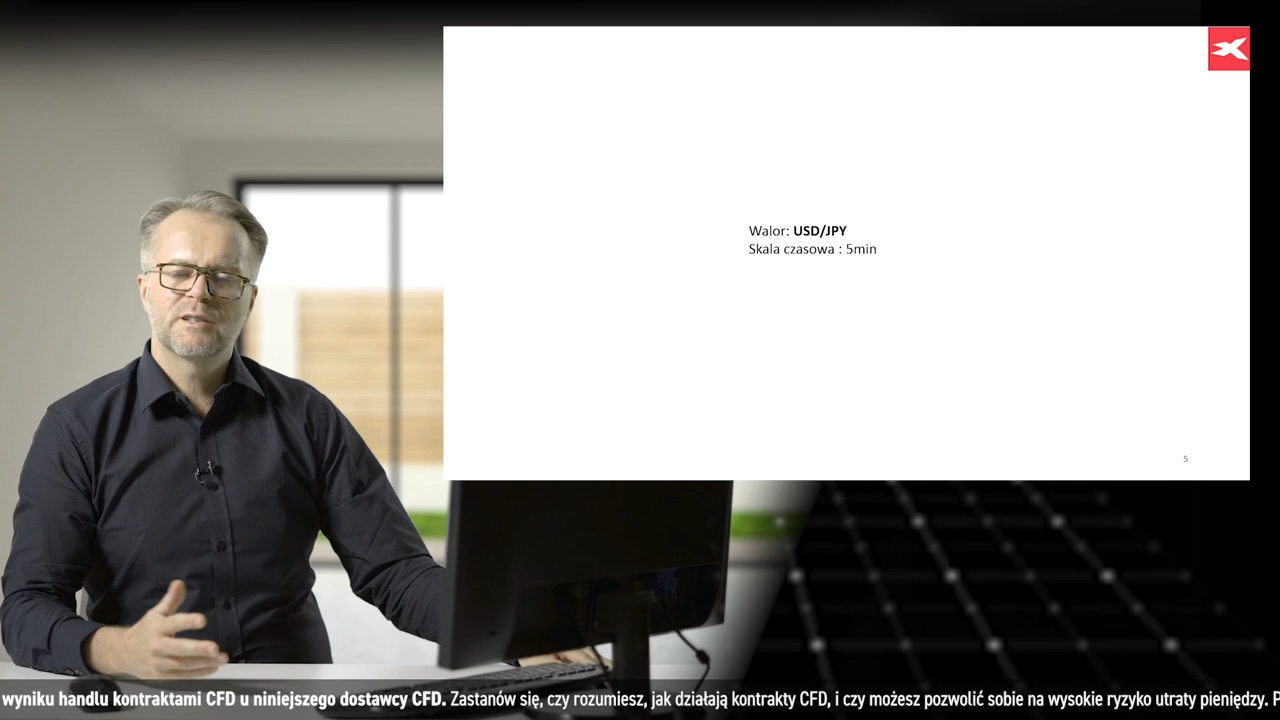 Walor: USD/JPY
Skala czasowa : 5min
5
wyniku handlu kontraktami CFD u niniejszego dostawcy CFD. Zastanów się, czy rozumiesz, jak działają kontrakty CFD, i czy możesz pozwolić sobie na wysokie ryzyko utraty pieniędzy. P